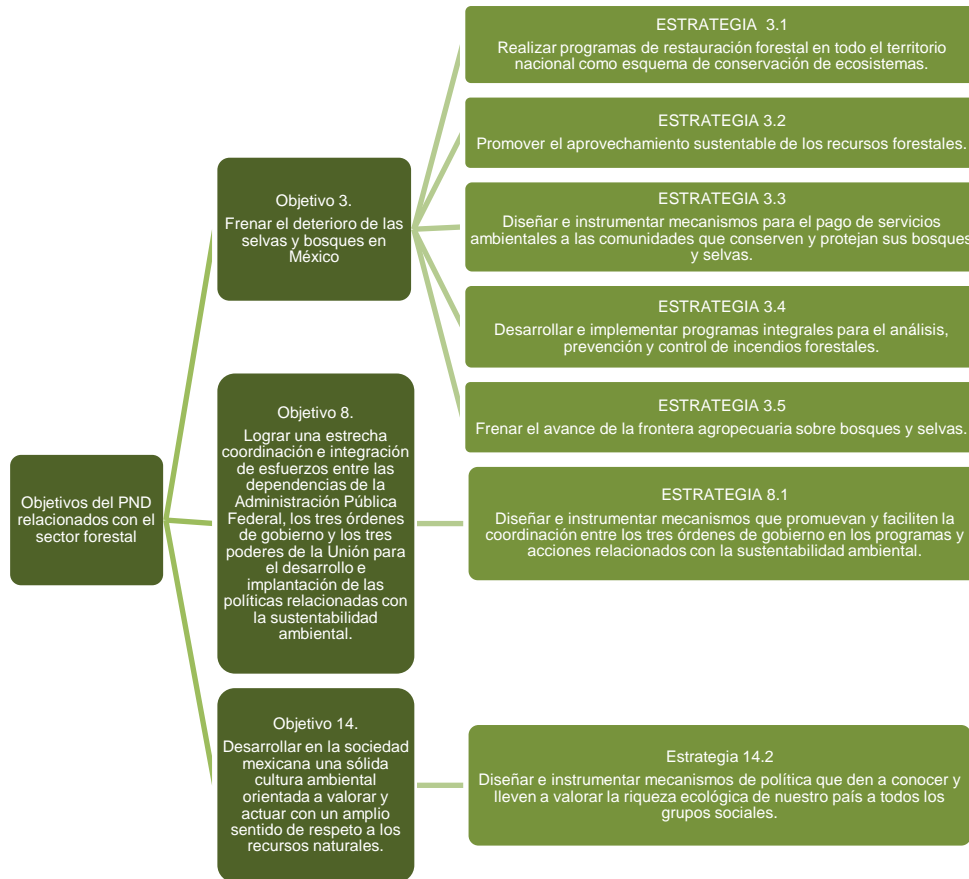 Objetivos del PND
relacionados con el
sector forestal
Objetivo 3.
Frenar el deterioro de las
selvas y bosques en
México
ESTRATEGIA  3.1
Realizar programas de restauración forestal en todo el territorio
nacional como esquema de conservación de ecosistemas.
ESTRATEGIA 3.2
Promover el aprovechamiento sustentable de los recursos forestales.
ESTRATEGIA 3.3
Diseñar e instrumentar mecanismos para el pago de servicios
ambientales a las comunidades que conserven y protejan sus bosques
y selvas.
ESTRATEGIA 3.4
Desarrollar e implementar programas integrales para el análisis,
prevención y control de incendios forestales.
ESTRATEGIA 3.5
Frenar el avance de la frontera agropecuaria sobre bosques y selvas.
Objetivo 8.
Lograr una estrecha
coordinación e integración
de esfuerzos entre las
dependencias de la
Administración Pública
Federal, los tres órdenes
de gobierno y los tres
poderes de la Unión para
el desarrollo e
implantación de las
políticas relacionadas con
la sustentabilidad
ambiental.
ESTRATEGIA 8.1
Diseñar e instrumentar mecanismos que promuevan y faciliten la
coordinación entre los tres órdenes de gobierno en los programas y
acciones relacionados con la sustentabilidad ambiental.
Objetivo 14.
Desarrollar en la sociedad
mexicana una sólida
cultura ambiental
orientada a valorar y
actuar con un amplio
sentido de respeto a los
recursos naturales.
Estrategia 14.2
Diseñar e instrumentar mecanismos de política que den a conocer y
lleven a valorar la riqueza ecológica de nuestro país a todos los
grupos sociales.